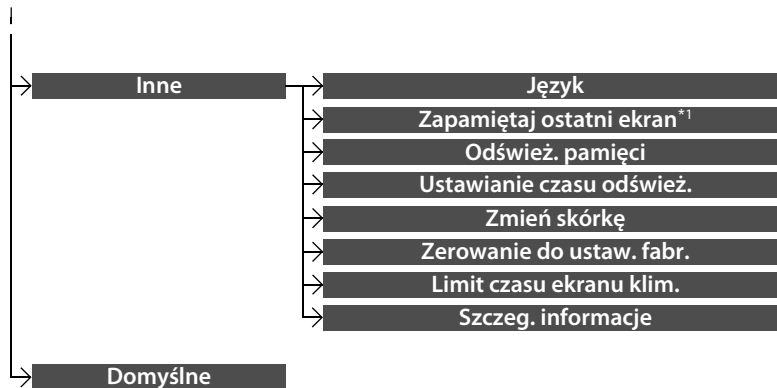 Inne
Język
Zapamiętaj ostatni ekran*1
Odśwież. pamięci
Ustawianie czasu odśwież.
Zmień skórkę
Zerowanie do ustaw. fabr.
Limit czasu ekranu klim.
Szczeg. informacje
Domyślne